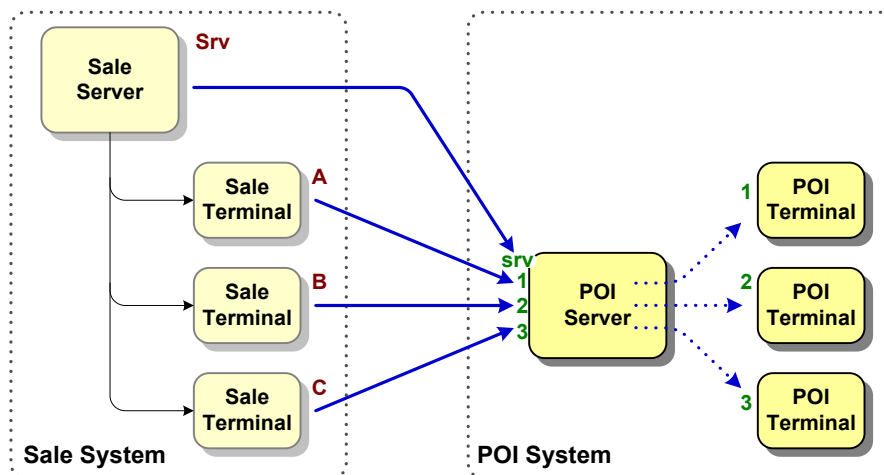 Srv
Sale
Server
A
Sale
Terminal
B
Sale
Terminal
C
Sale
Terminal
Sale System
srv
1
2
3
POI
Server
1
POI
Terminal
2
POI
Terminal
3
POI
Terminal
POI System